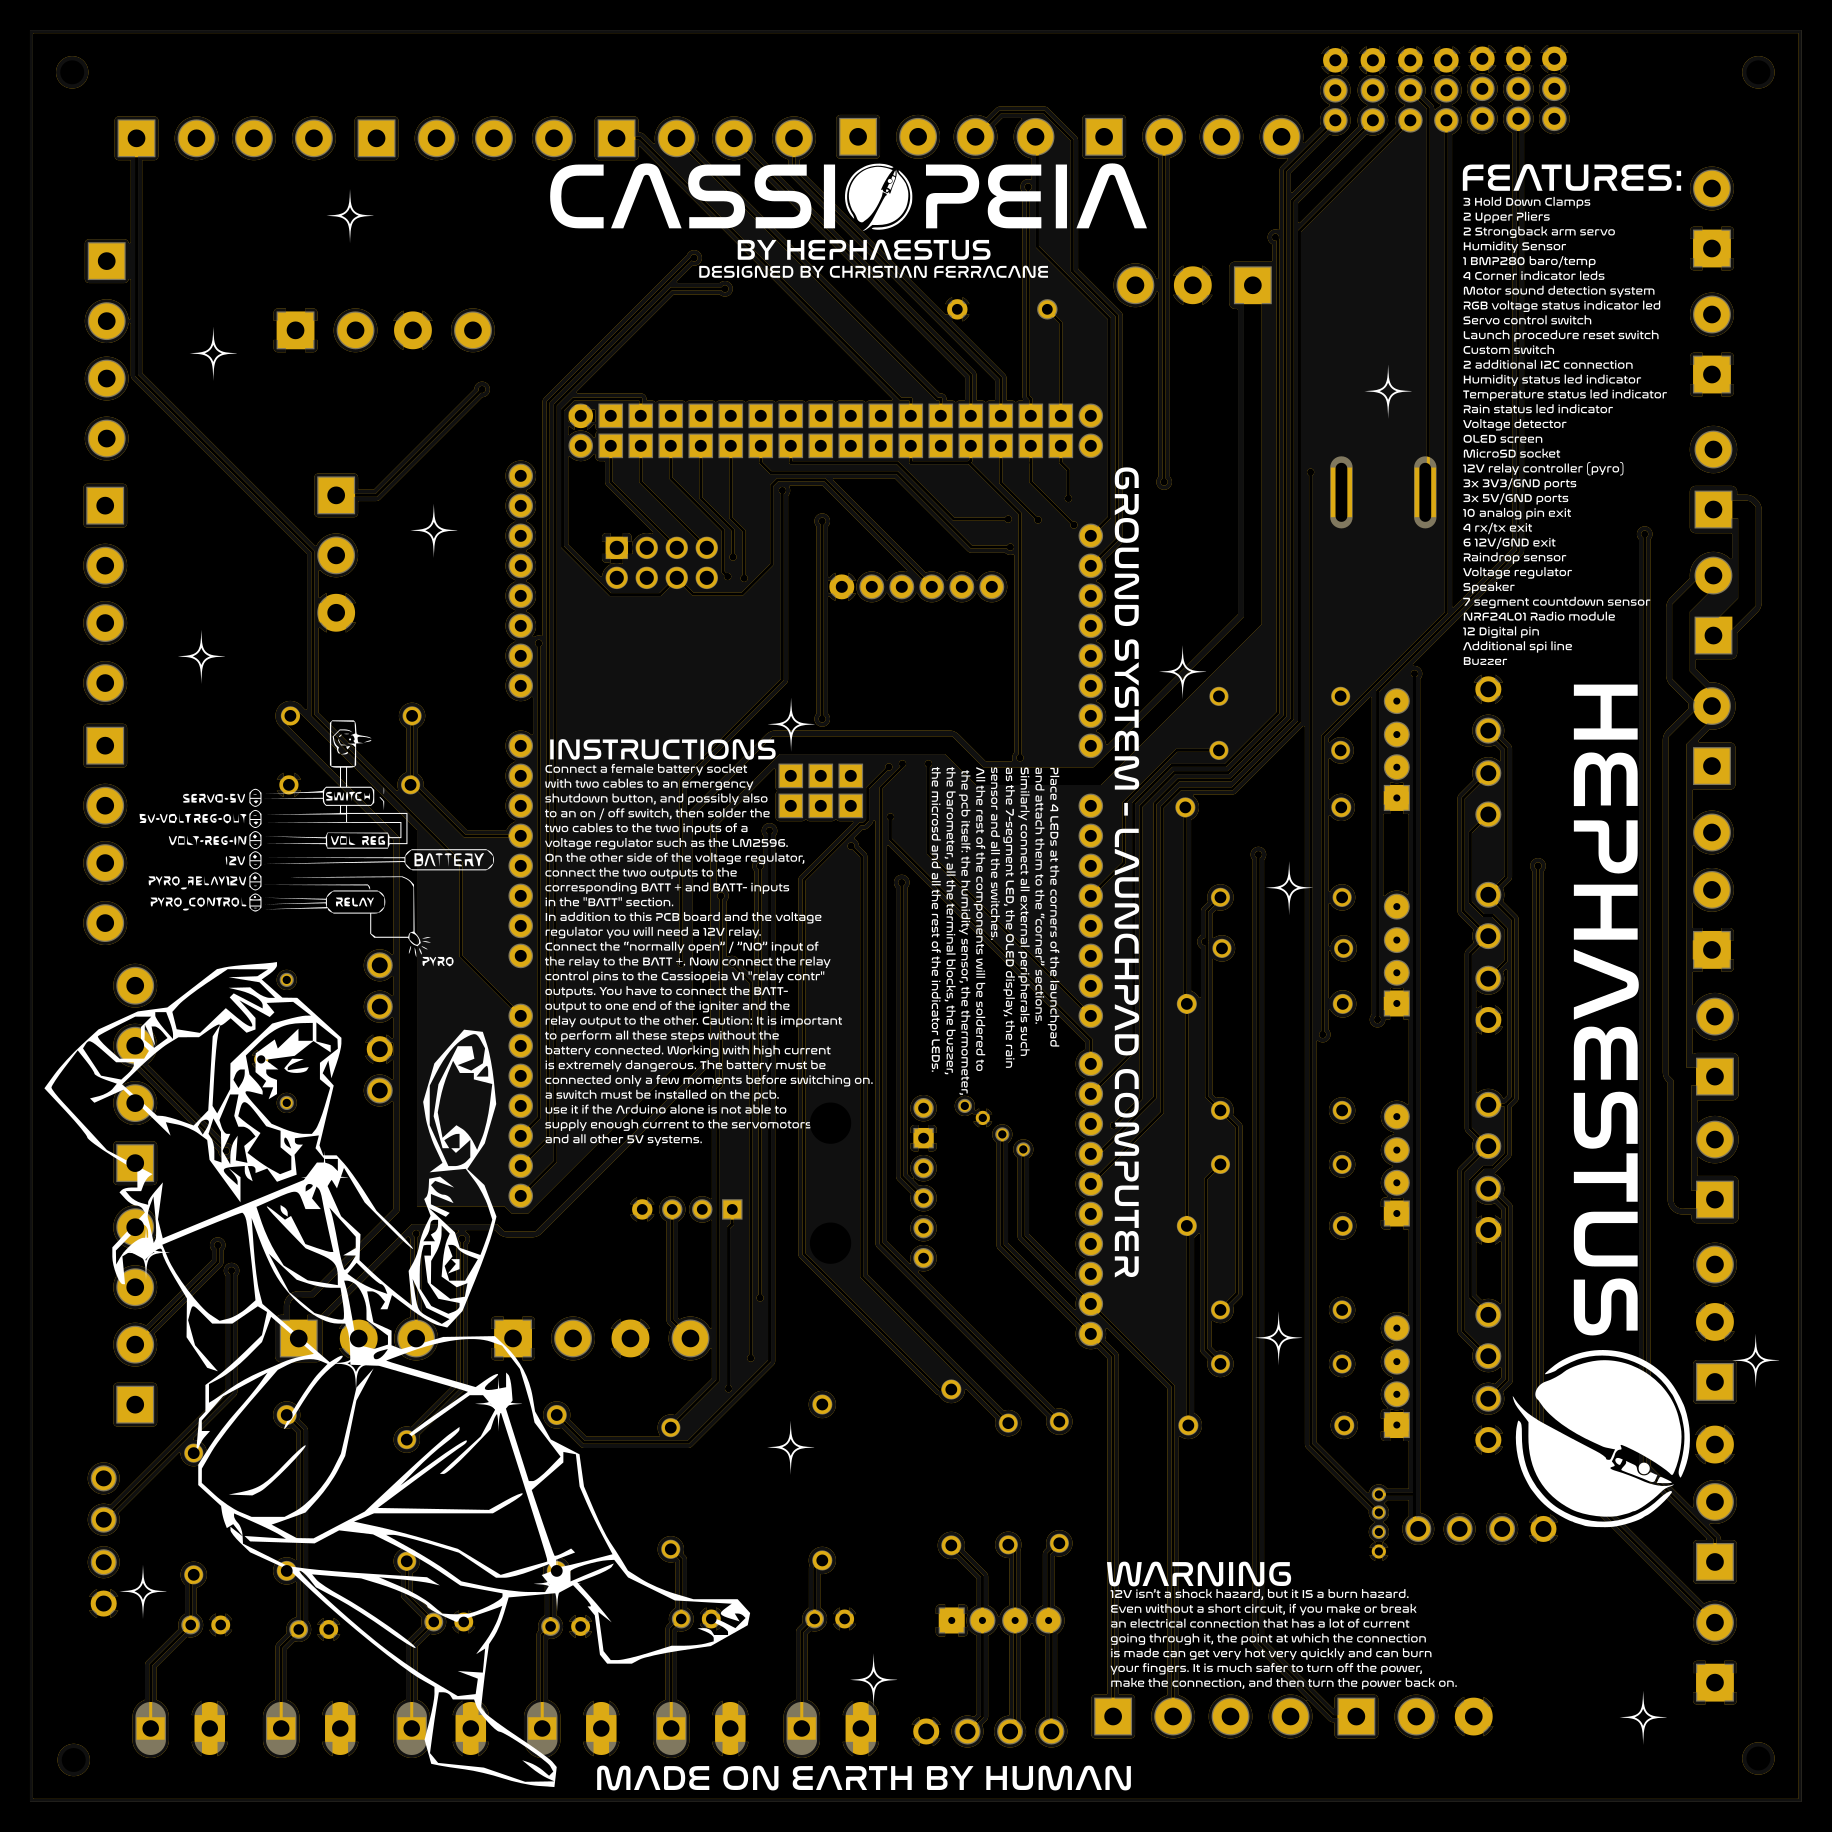 CASSIOPEIA
BY HEPHAESTUS
DESIGNED BY CHRISTIAN FERRACANE
FEATURES:
3 Hold Down Clamps
2 Upper Pliers
2 Strongback arm servo
Humidity Sensor
1 BMP280 baro/temp
4 Corner indicator leds
Motor sound detection system
RGB voltage status indicator led
Servo control switch
Launch procedure reset switch
Custom switch
2 additional I2C connection
Humidity status led indicator
Temperature status led indicator
Rain status led indicator
Voltage detector
OLED screen
MicroSD socket
12V relay controller (pyro)
3x 3V3/GND ports
3x 5V/GND ports
10 analog pin exit
4 rx/tx exit
6 12V/GND exit
Raindrop sensor
Voltage regulator
Speaker
7 segment countdown sensor
NRF24L01 Radio module
12 Digital pin
Additional spi line
Buzzer
GROUND SYSTEM - LAUNCHPAD COMPUTER
HEPHAESTUS
SERVO-5V
SWITCH
5V-VOLTREG-OUT
VOLT-REG-IN
VOL REG
12V
BATTERY
PYRO_RELAY12V
PYRO_CONTROL
RELAY
PYRO
INSTRUCTIONS
Connect a female battery socket
with two cables to an emergency
shutdown button, and possibly also
to an on / off switch, then solder the
two cables to the two inputs of a
voltage regulator such as the LM2596.
On the other side of the voltage regulator,
connect the two outputs to the
corresponding BATT + and BATT- inputs
in the "BATT" section.
In addition to this PCB board and the voltage
regulator you will need a 12V relay.
Connect the "normally open" / "NO" input of
the relay to the BATT +. Now connect the relay
control pins to the Cassiopeia V1 "relay contr"
outputs. You have to connect the BATT-
output to one end of the igniter and the
relay output to the other. Caution: It is important
to perform all these steps without the
battery connected. Working with high current
is extremely dangerous. The battery must be
connected only a few moments before switching on.
a switch must be installed on the pcb.
use it if the Arduino alone is not able to
supply enough current to the servomotors
and all other 5V systems.
Place 4 LEDs at the corners of the launchpad
and attach them to the "corner" sections.
Similarly connect all external peripherals such
as the 7-segment LED, the OLED display, the rain
sensor and all the switches.
All the rest of the components will be soldered to
the pcb itself: the humidity sensor, the thermometer,
the barometer, all the terminal blocks, the buzzer,
the microsd and all the rest of the indicator LEDs.
WARNING
12V isn't a shock hazard, but it IS a burn hazard.
Even without a short circuit, if you make or break
an electrical connection that has a lot of current
going through it, the point at which the connection
is made can get very hot very quickly and can burn
your fingers. It is much safer to turn off the power,
make the connection, and then turn the power back on.
MADE ON EARTH BY HUMAN